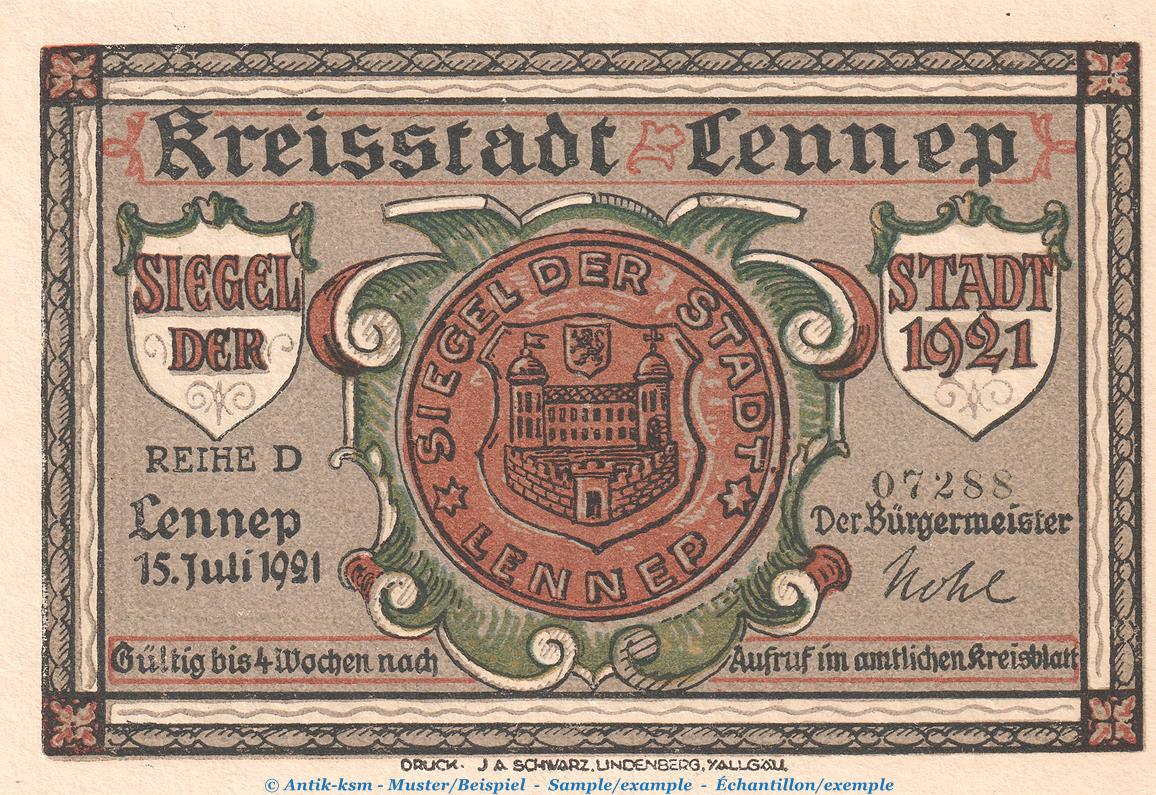 Kreisstadt Lennep
SIEGEL
DER
STADT
1921
SIEGEL DER STADT
LENNEP
REIHE D
Lennep
15. Juli 1921
07288
Der Bürgermeister
Nohl
Gültig bis 4 Wochen nach
Aufruf im amtlichen Kreisblatt
DRUCK· J A SCHWARZ, LINDENBERG, I/ALLGÄU,
© Antik-ksm - Muster/Beispiel - Sample/example - Échantillon/exemple